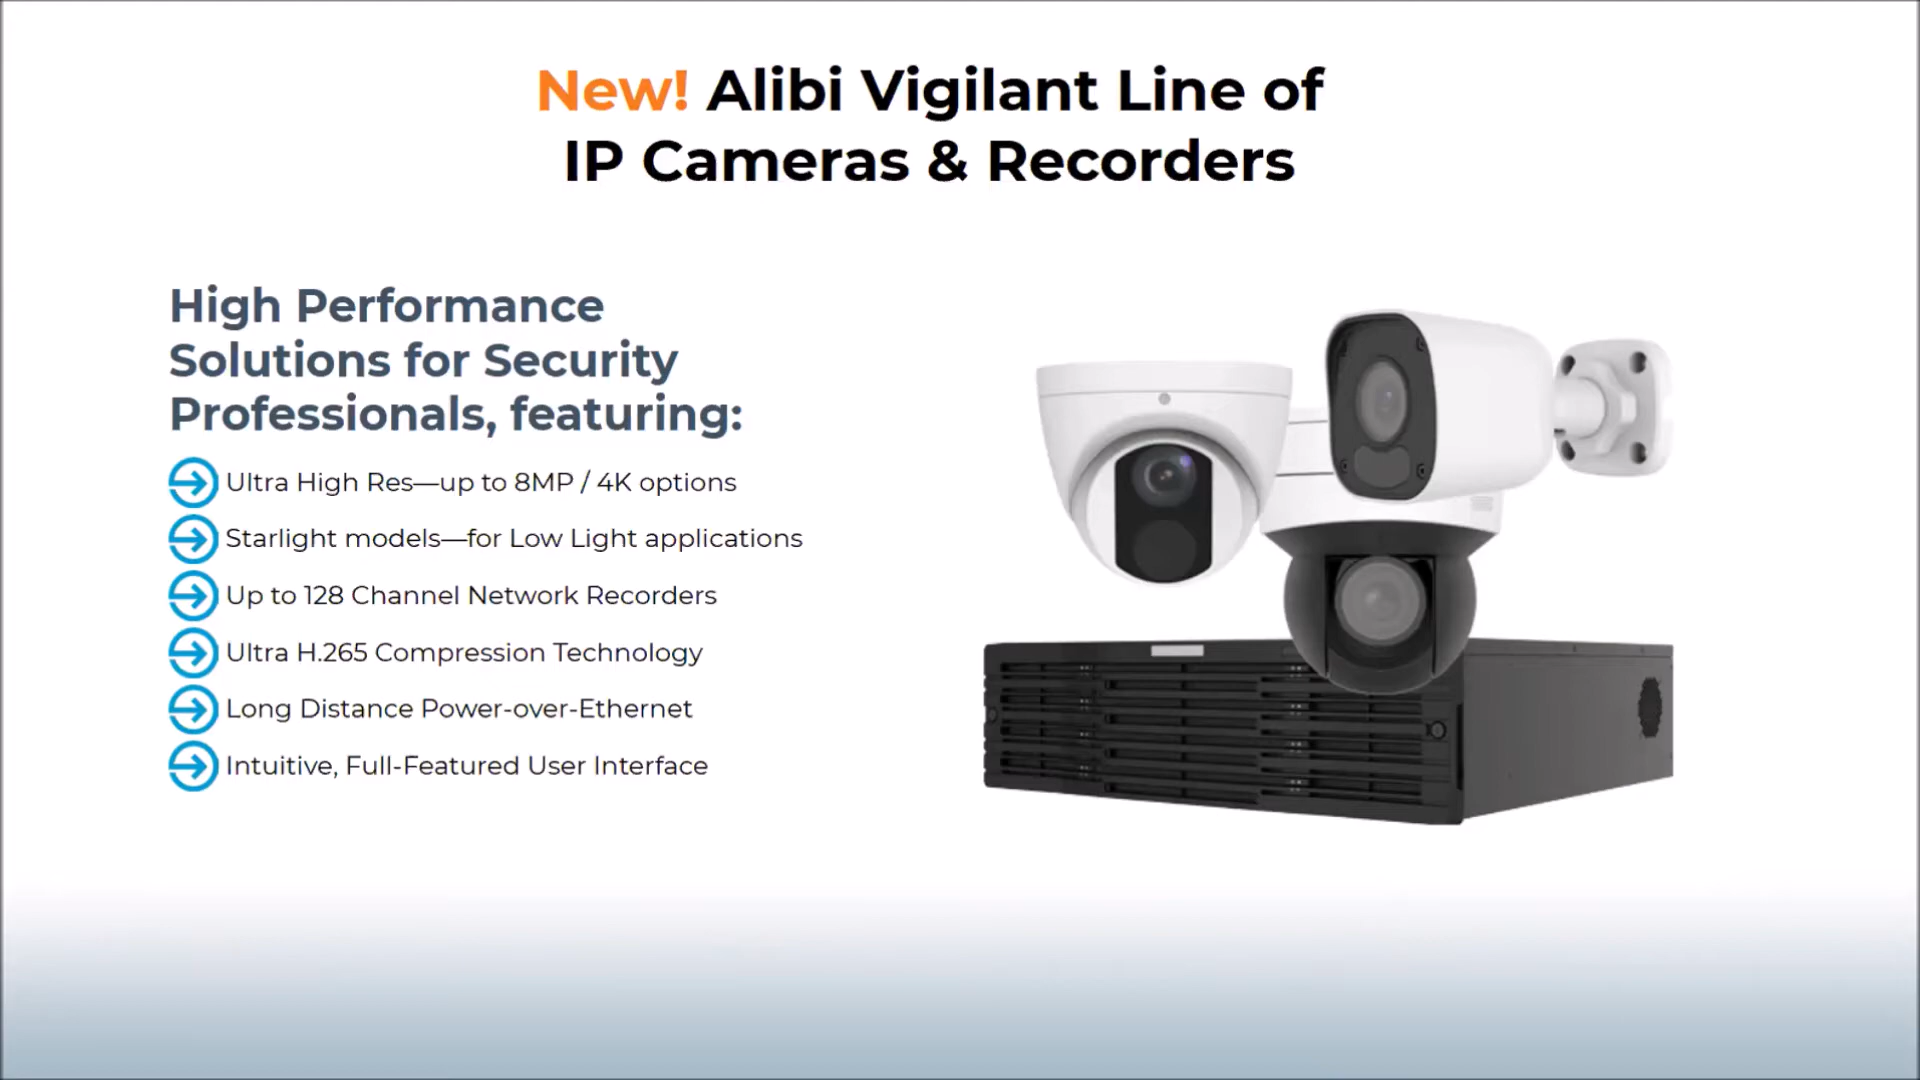 New! Alibi Vigilant Line of
IP Cameras & Recorders
High Performance
Solutions for Security
Professionals, featuring:
Ultra High Res—up to 8MP / 4K options
Starlight models—for Low Light applications
Up to 128 Channel Network Recorders
Ultra H.265 Compression Technology
Long Distance Power-over-Ethernet
Intuitive, Full-Featured User Interface